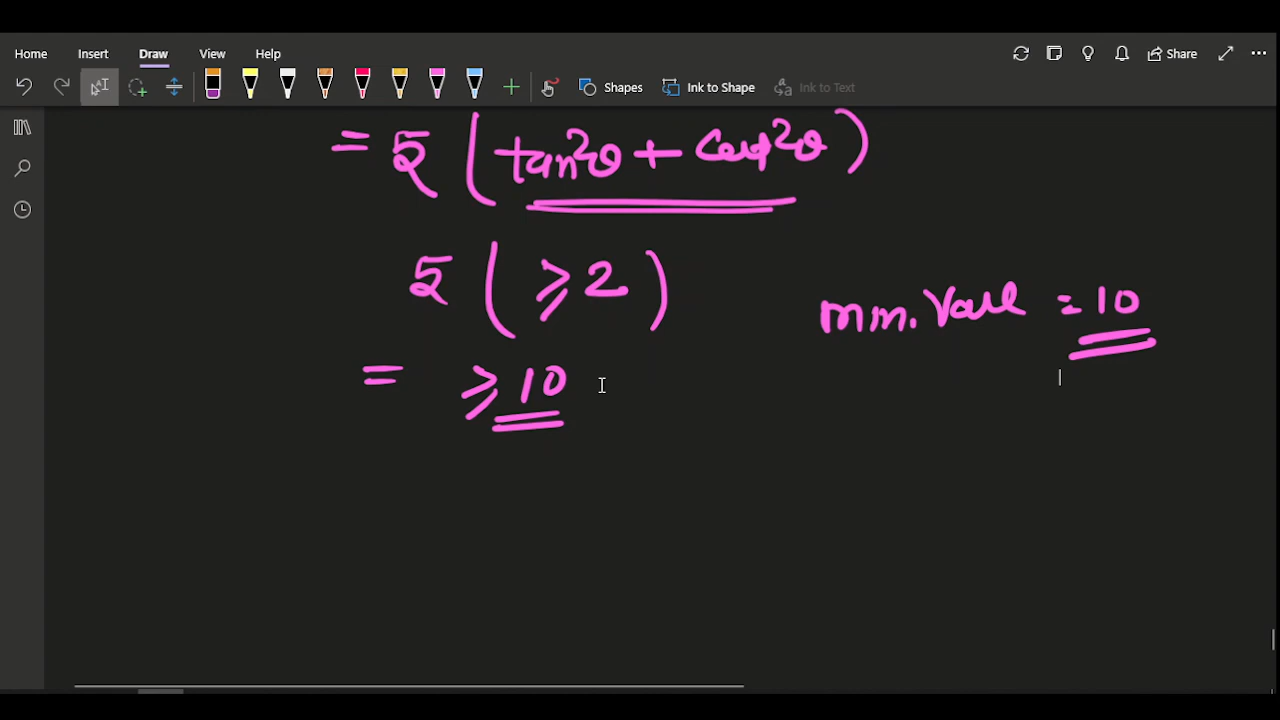 Home Insert Draw View Help Share
Shapes Ink to Shape Ink to Text
= 5 (tan²θ + cot²θ)
5 (≥2)
min. Value = 10
= ≥10